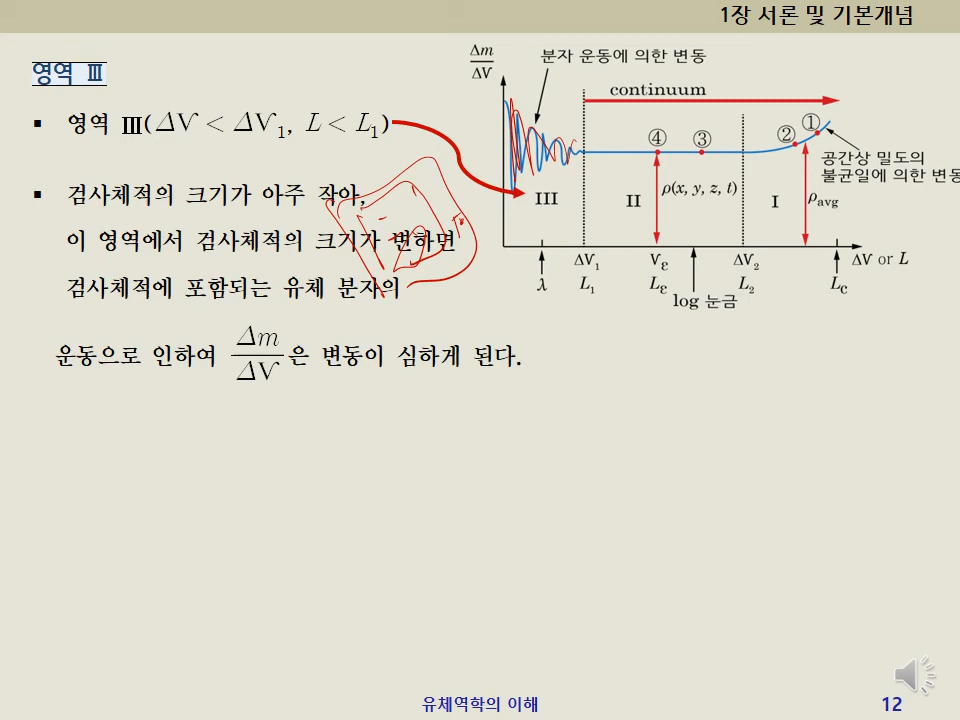 1장 서론 및 기본개념
영역 Ⅲ
▪ 영역 Ⅲ(ΔV < ΔV₁, L < L₁)
▪ 검사체적의 크기가 아주 작아,
이 영역에서 검사체적의 크기가 변하면
검사체적에 포함되는 유체 분자의
운동으로 인하여 Δm/ΔV은 변동이 심하게 된다.
Δm/ΔV
분자 운동에 의한 변동
continuum
④ ③ ② ①
공간상 밀도의
불균일에 의한 변동
III II ρ(x, y, z, t) I ρavg
ΔV₁ Vε ΔV₂ ΔV or L
λ L₁ Lε L₂ Lc
log 눈금
유체역학의 이해
12